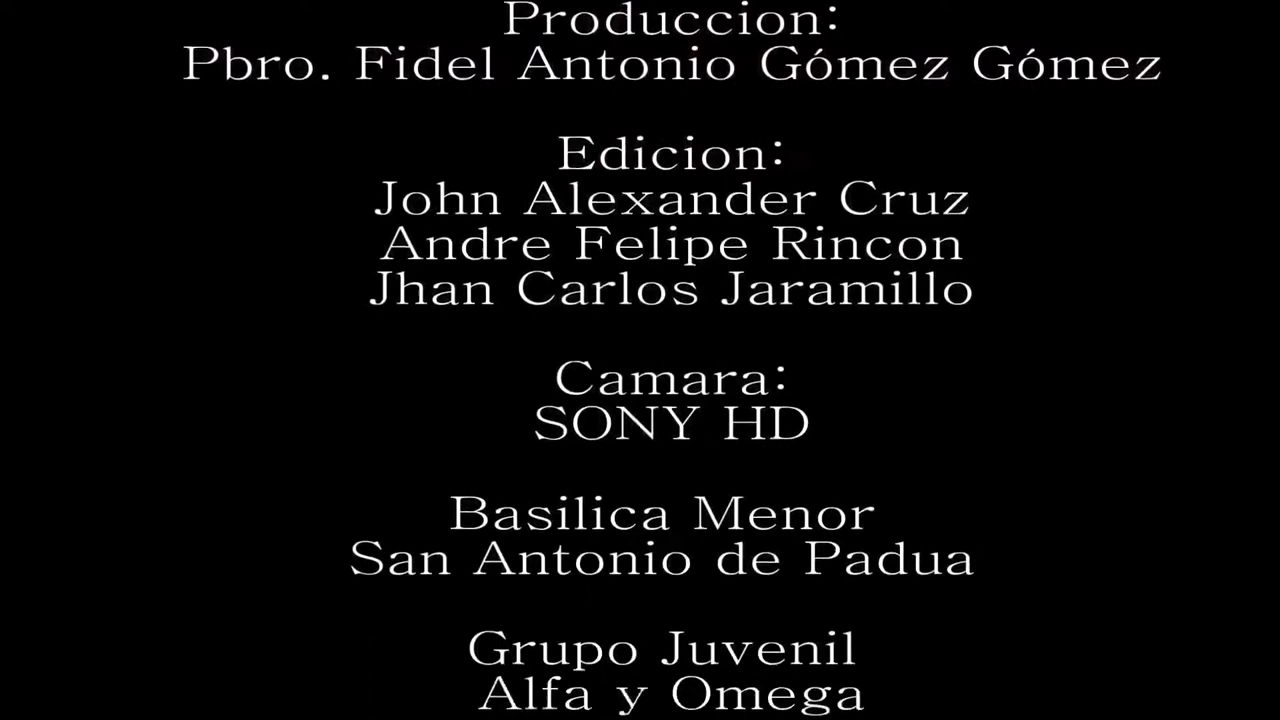 Produccion:
Pbro. Fidel Antonio Gómez Gómez
Edicion:
John Alexander Cruz
Andre Felipe Rincon
Jhan Carlos Jaramillo
Camara:
SONY HD
Basilica Menor
San Antonio de Padua
Grupo Juvenil
Alfa y Omega